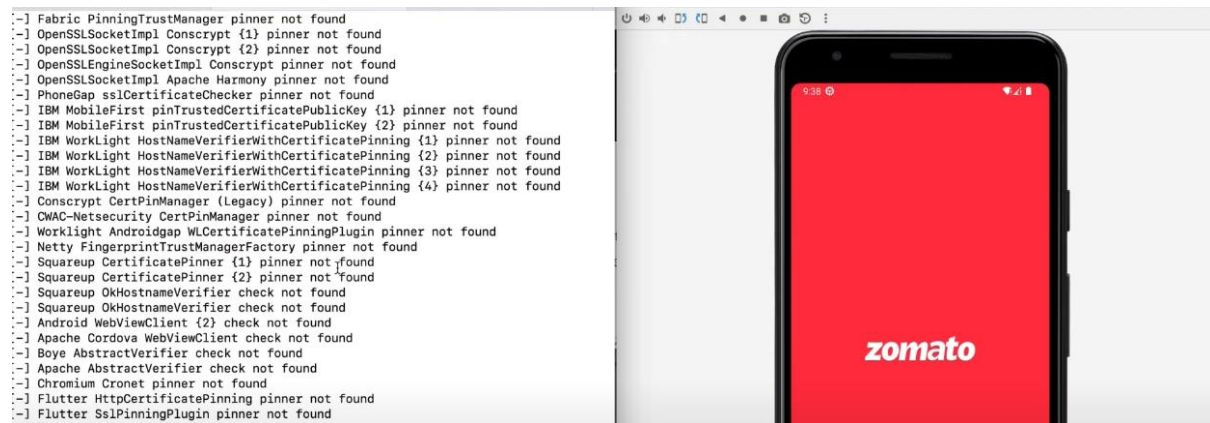 [-] Fabric PinningTrustManager pinner not found
[-] OpenSSLSocketImpl Conscrypt {1} pinner not found
[-] OpenSSLSocketImpl Conscrypt {2} pinner not found
[-] OpenSSLEngineSocketImpl Conscrypt pinner not found
[-] OpenSSLSocketImpl Apache Harmony pinner not found
[-] PhoneGap sslCertificateChecker pinner not found
[-] IBM MobileFirst pinTrustedCertificatePublicKey {1} pinner not found
[-] IBM MobileFirst pinTrustedCertificatePublicKey {2} pinner not found
[-] IBM WorkLight HostNameVerifierWithCertificatePinning {1} pinner not found
[-] IBM WorkLight HostNameVerifierWithCertificatePinning {2} pinner not found
[-] IBM WorkLight HostNameVerifierWithCertificatePinning {3} pinner not found
[-] IBM WorkLight HostNameVerifierWithCertificatePinning {4} pinner not found
[-] Conscrypt CertPinManager (Legacy) pinner not found
[-] CWAC-Netsecurity CertPinManager pinner not found
[-] Worklight Androidgap WLCertificatePinningPlugin pinner not found
[-] Netty FingerprintTrustManagerFactory pinner not found
[-] Squareup CertificatePinner {1} pinner not found
[-] Squareup CertificatePinner {2} pinner not found
[-] Squareup OkHostnameVerifier check not found
[-] Squareup OkHostnameVerifier check not found
[-] Android WebViewClient {2} check not found
[-] Apache Cordova WebViewClient check not found
[-] Boye AbstractVerifier check not found
[-] Apache AbstractVerifier check not found
[-] Chromium Cronet pinner not found
[-] Flutter HttpCertificatePinning pinner not found
[-] Flutter SslPinningPlugin pinner not found
9:38
zomato